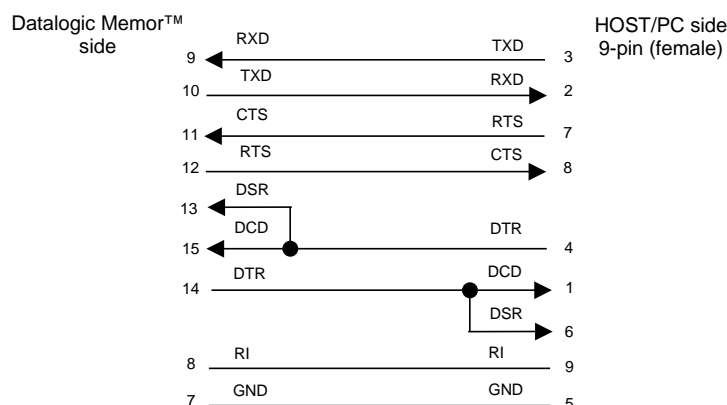 Datalogic Memor™
side
HOST/PC side
9-pin (female)
9 RXD TXD 3
10 TXD RXD 2
11 CTS RTS 7
12 RTS CTS 8
13 DSR
15 DCD DTR 4
14 DTR DCD 1
DSR 6
8 RI RI 9
7 GND GND 5